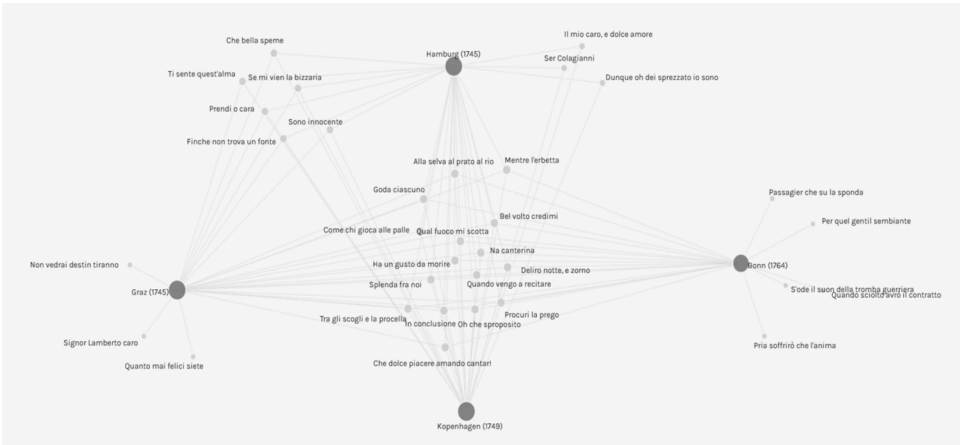 Il mio caro, e dolce amore
Che bella speme
Hamburg (1745)
Ser Colagianni
Ti sente quest'alma
Se mi vien la bizzaria
Dunque oh dei sprezzato io sono
Prendi o cara
Sono innocente
Finche non trova un fonte
Alla selva al prato al rio
Mentre l'erbetta
Goda ciascuno
Passagier che su la sponda
Bel volto credimi
Per quel gentil sembiante
Come chi gioca alle palle
Qual fuoco mi scotta
Na canterina
Non vedrai destin tiranno
Ha un gusto da morire
Deliro notte, e zorno
Bonn (1764)
Splenda fra noi
Quando vengo a recitare
Graz (1745)
S'ode il suon della tromba guerriera
Quando sciolto avrò il contratto
Tra gli scogli e la procella
In conclusione
Oh che sproposito
Procuri la prego
Signor Lamberto caro
Pria soffrirò che l'anima
Quanto mai felici siete
Che dolce piacere amando cantar!
Kopenhagen (1749)